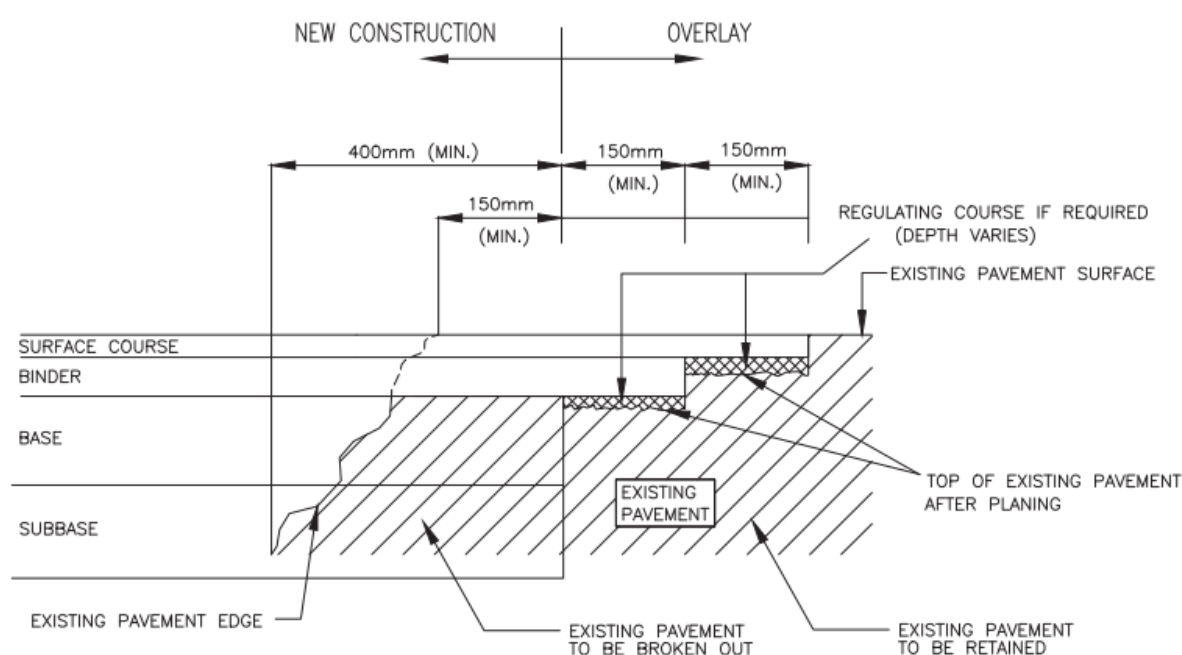 NEW CONSTRUCTION
OVERLAY
400mm (MIN.)
150mm
(MIN.)
150mm
(MIN.)
150mm
(MIN.)
REGULATING COURSE IF REQUIRED
(DEPTH VARIES)
EXISTING PAVEMENT SURFACE
SURFACE COURSE
BINDER
BASE
SUBBASE
EXISTING
PAVEMENT
TOP OF EXISTING PAVEMENT
AFTER PLANING
EXISTING PAVEMENT EDGE
EXISTING PAVEMENT
TO BE BROKEN OUT
EXISTING PAVEMENT
TO BE RETAINED